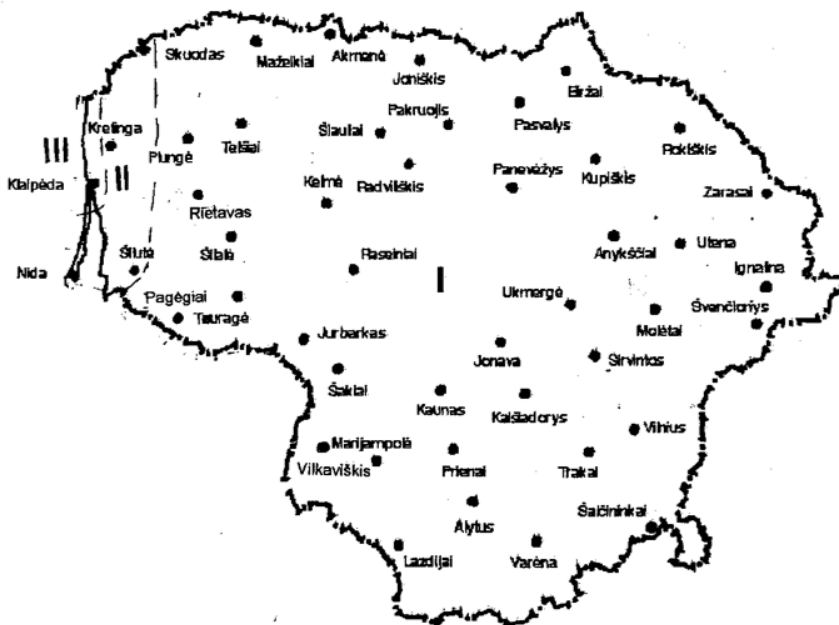 Skuodas
Mažeikiai
Akmenė
Joniškis
Biržai
Pakruojis
Pasvalys
III
Kretinga
Plungė
Telšiai
Šiauliai
Rokiškis
Klaipėda
II
Kelmė
Radviliškis
Panevėžys
Kupiškis
Zarasai
Rietavas
Šilutė
Šilalė
Raseiniai
Anykščiai
Utena
Nida
I
Ignalina
Pagėgiai
Tauragė
Ukmergė
Molėtai
Švenčionys
Jurbarkas
Jonava
Širvintos
Šakiai
Kaunas
Kaišiadorys
Vilnius
Marijampolė
Vilkaviškis
Prienai
Trakai
Alytus
Šalčininkai
Lazdijai
Varėna